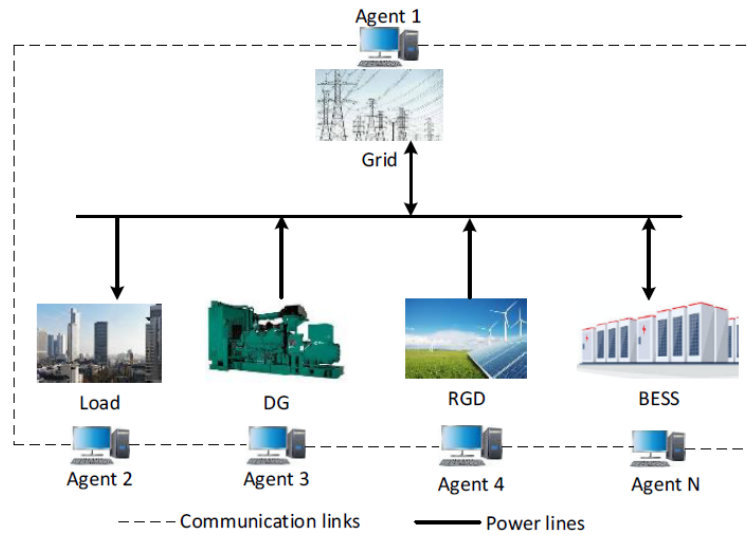 Agent 1
Grid
Load
DG
RGD
BESS
Agent 2
Agent 3
Agent 4
Agent N
Communication links
Power lines